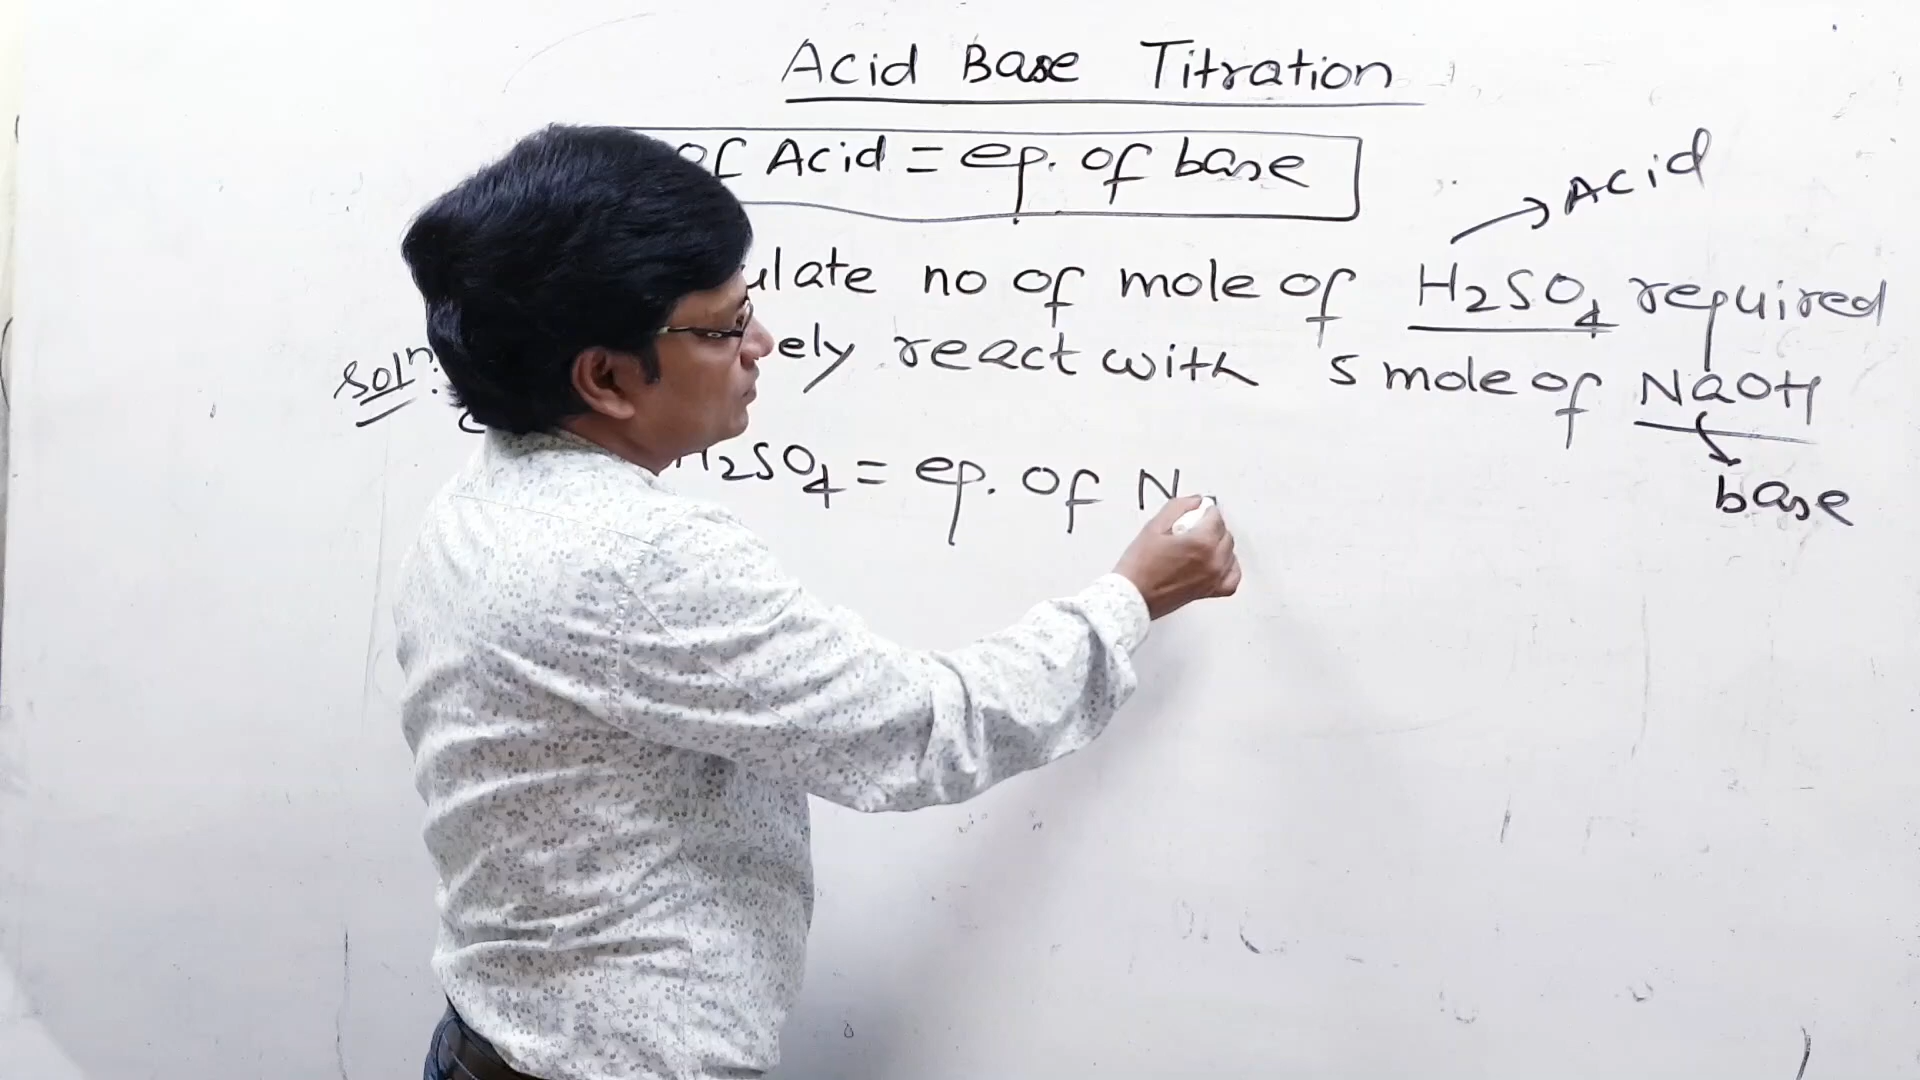 Acid Base Titration
of Acid = eq. of base
Acid
ulate no of mole of H2SO4 required
ely react with 5 mole of NaOH
Soln:
base
H2SO4 = eq. of N